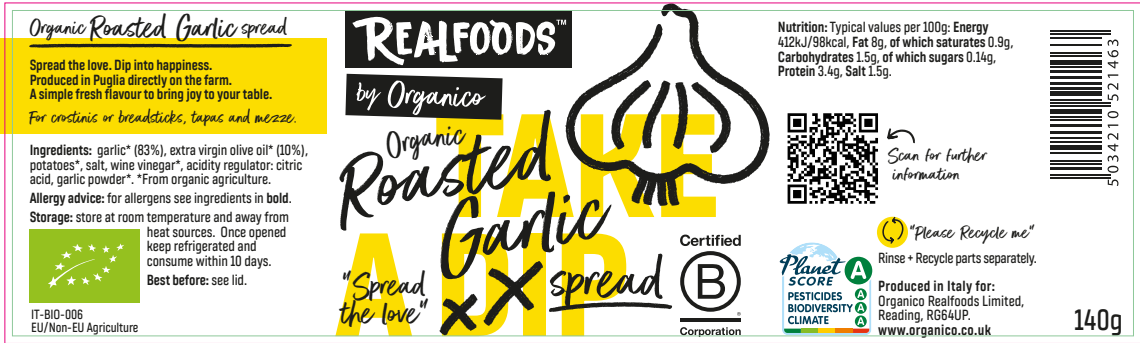 Organic Roasted Garlic spread
Spread the love. Dip into happiness.
Produced in Puglia directly on the farm.
A simple fresh flavour to bring joy to your table.
For crostinis or breadsticks, tapas and mezze.
Ingredients: garlic* (83%), extra virgin olive oil* (10%),
potatoes*, salt, wine vinegar*, acidity regulator: citric
acid, garlic powder*. *From organic agriculture.
Allergy advice: for allergens see ingredients in bold.
Storage: store at room temperature and away from
heat sources. Once opened
keep refrigerated and
consume within 10 days.
Best before: see lid.
IT-BIO-006
EU/Non-EU Agriculture
REALFOODS™
by Organico
TAKE
A DIP
Organic
Roasted
Garlic
spread
"Spread
the love"
Certified
B
®
Corporation
Nutrition: Typical values per 100g: Energy
412kJ/98kcal, Fat 8g, of which saturates 0.9g,
Carbohydrates 1.5g, of which sugars 0.14g,
Protein 3.4g, Salt 1.5g.
Scan for further
information
"Please Recycle me"
Rinse + Recycle parts separately.
Planet
SCORE A
PESTICIDES A
BIODIVERSITY A
CLIMATE A
Produced in Italy for:
Organico Realfoods Limited,
Reading, RG64UP.
www.organico.co.uk
5 034210 521463
140g